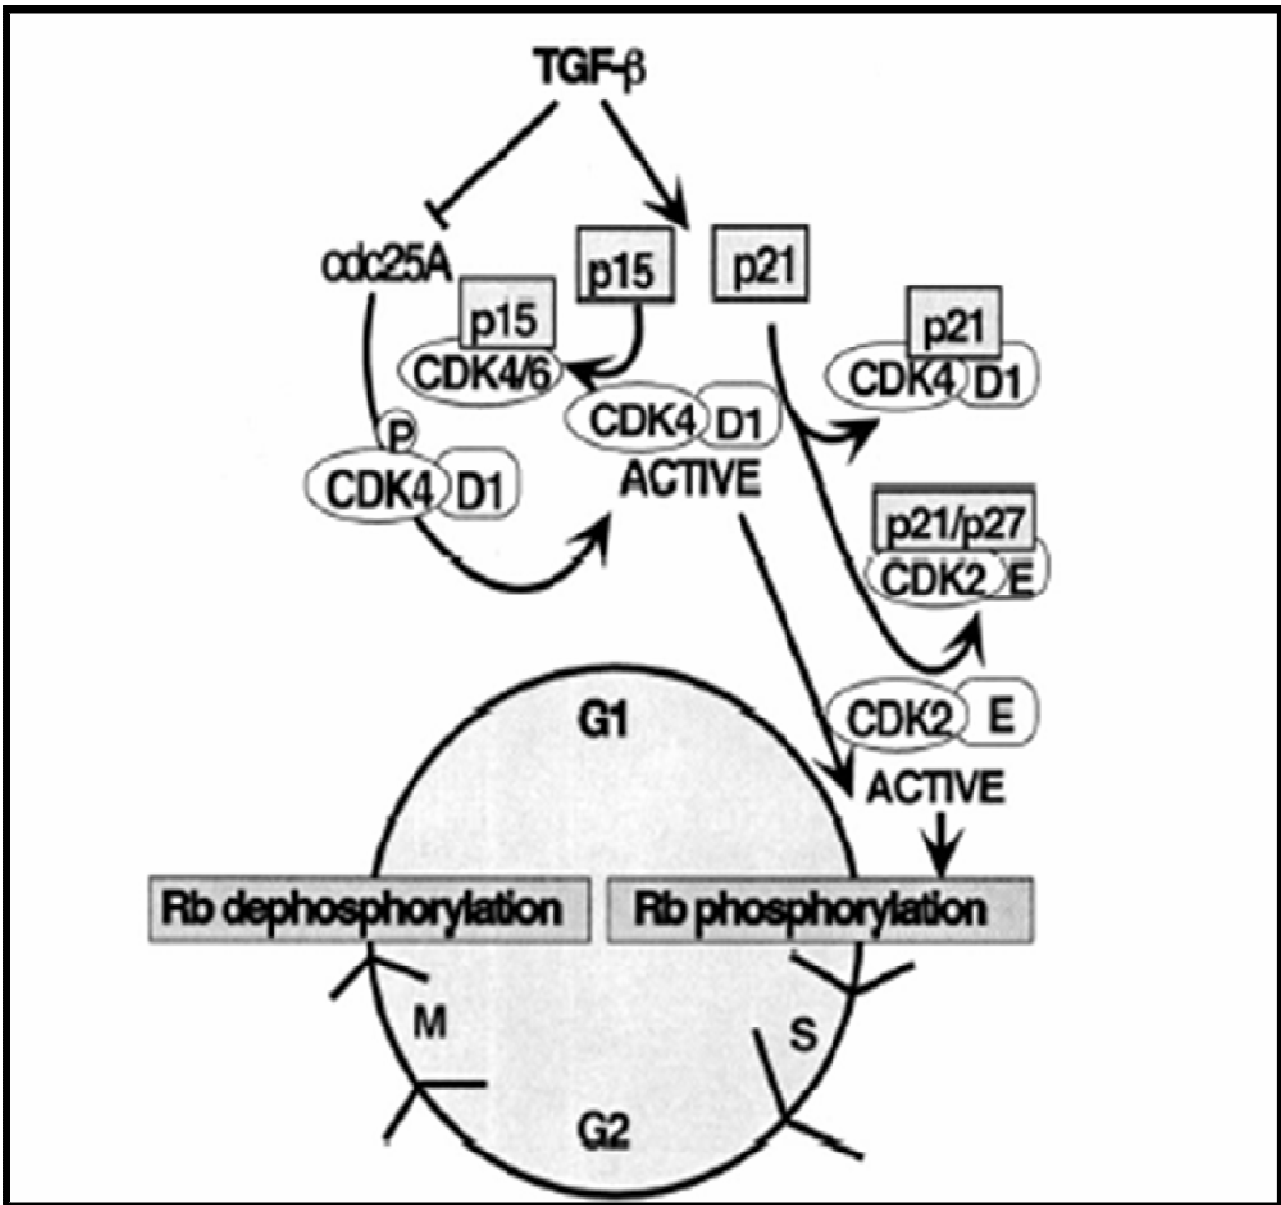 TGF-β
cdc25A
p15
p21
p15
CDK4/6
p21
CDK4 D1
CDK4 D1
ACTIVE
P
CDK4 D1
p21/p27
CDK2 E
CDK2 E
ACTIVE
G1
Rb dephosphorylation
Rb phosphorylation
M
S
G2